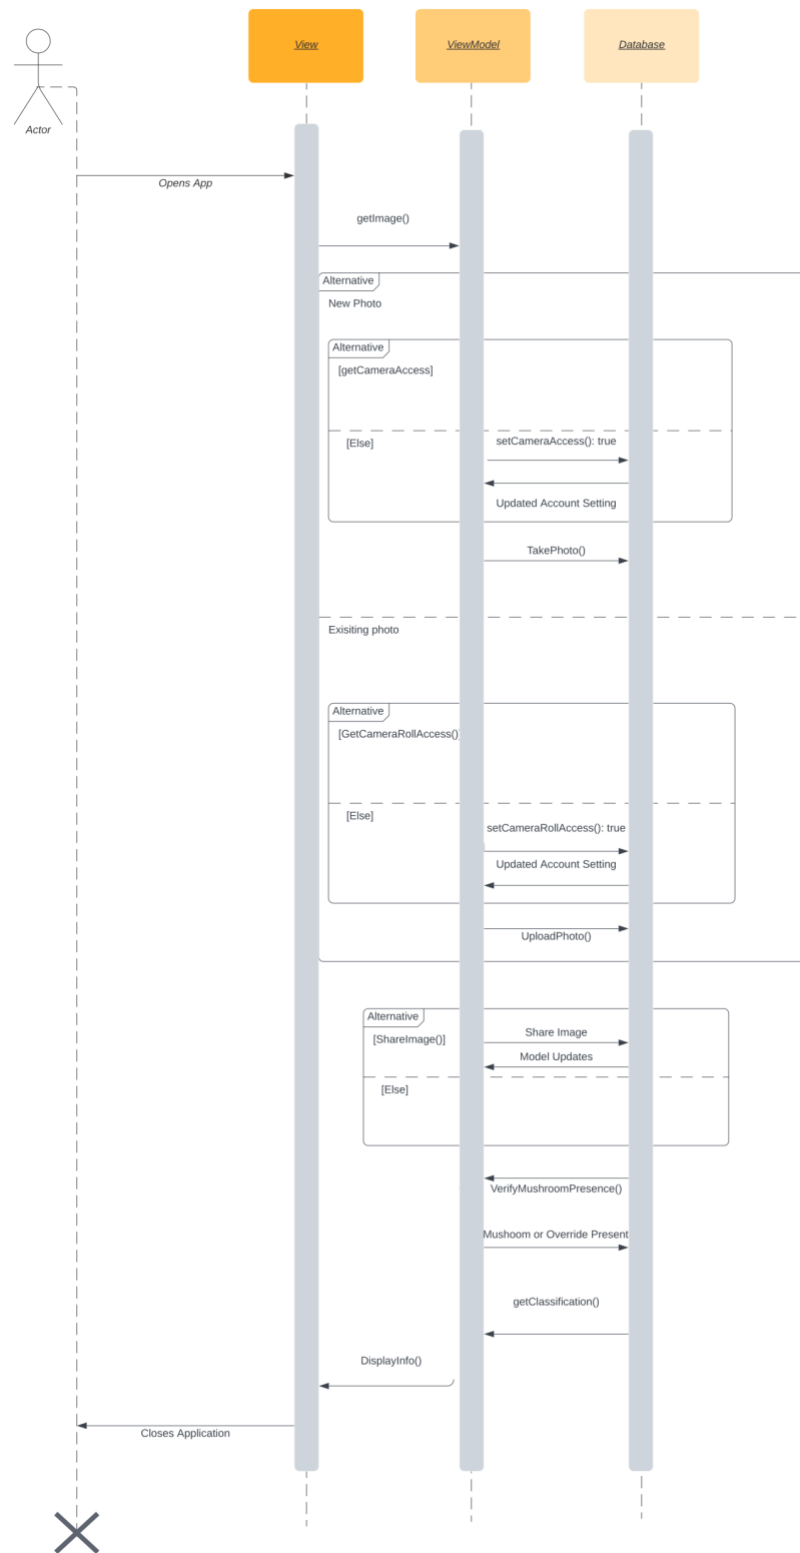 View
ViewModel
Database
Actor
Opens App
getImage()
Alternative
New Photo
Alternative
[getCameraAccess]
[Else]
setCameraAccess(): true
Updated Account Setting
TakePhoto()
Exisiting photo
Alternative
[GetCameraRollAccess()]
[Else]
setCameraRollAccess(): true
Updated Account Setting
UploadPhoto()
Alternative
[ShareImage()]
Share Image
Model Updates
[Else]
VerifyMushroomPresence()
Mushoom or Override Present
getClassification()
DisplayInfo()
Closes Application